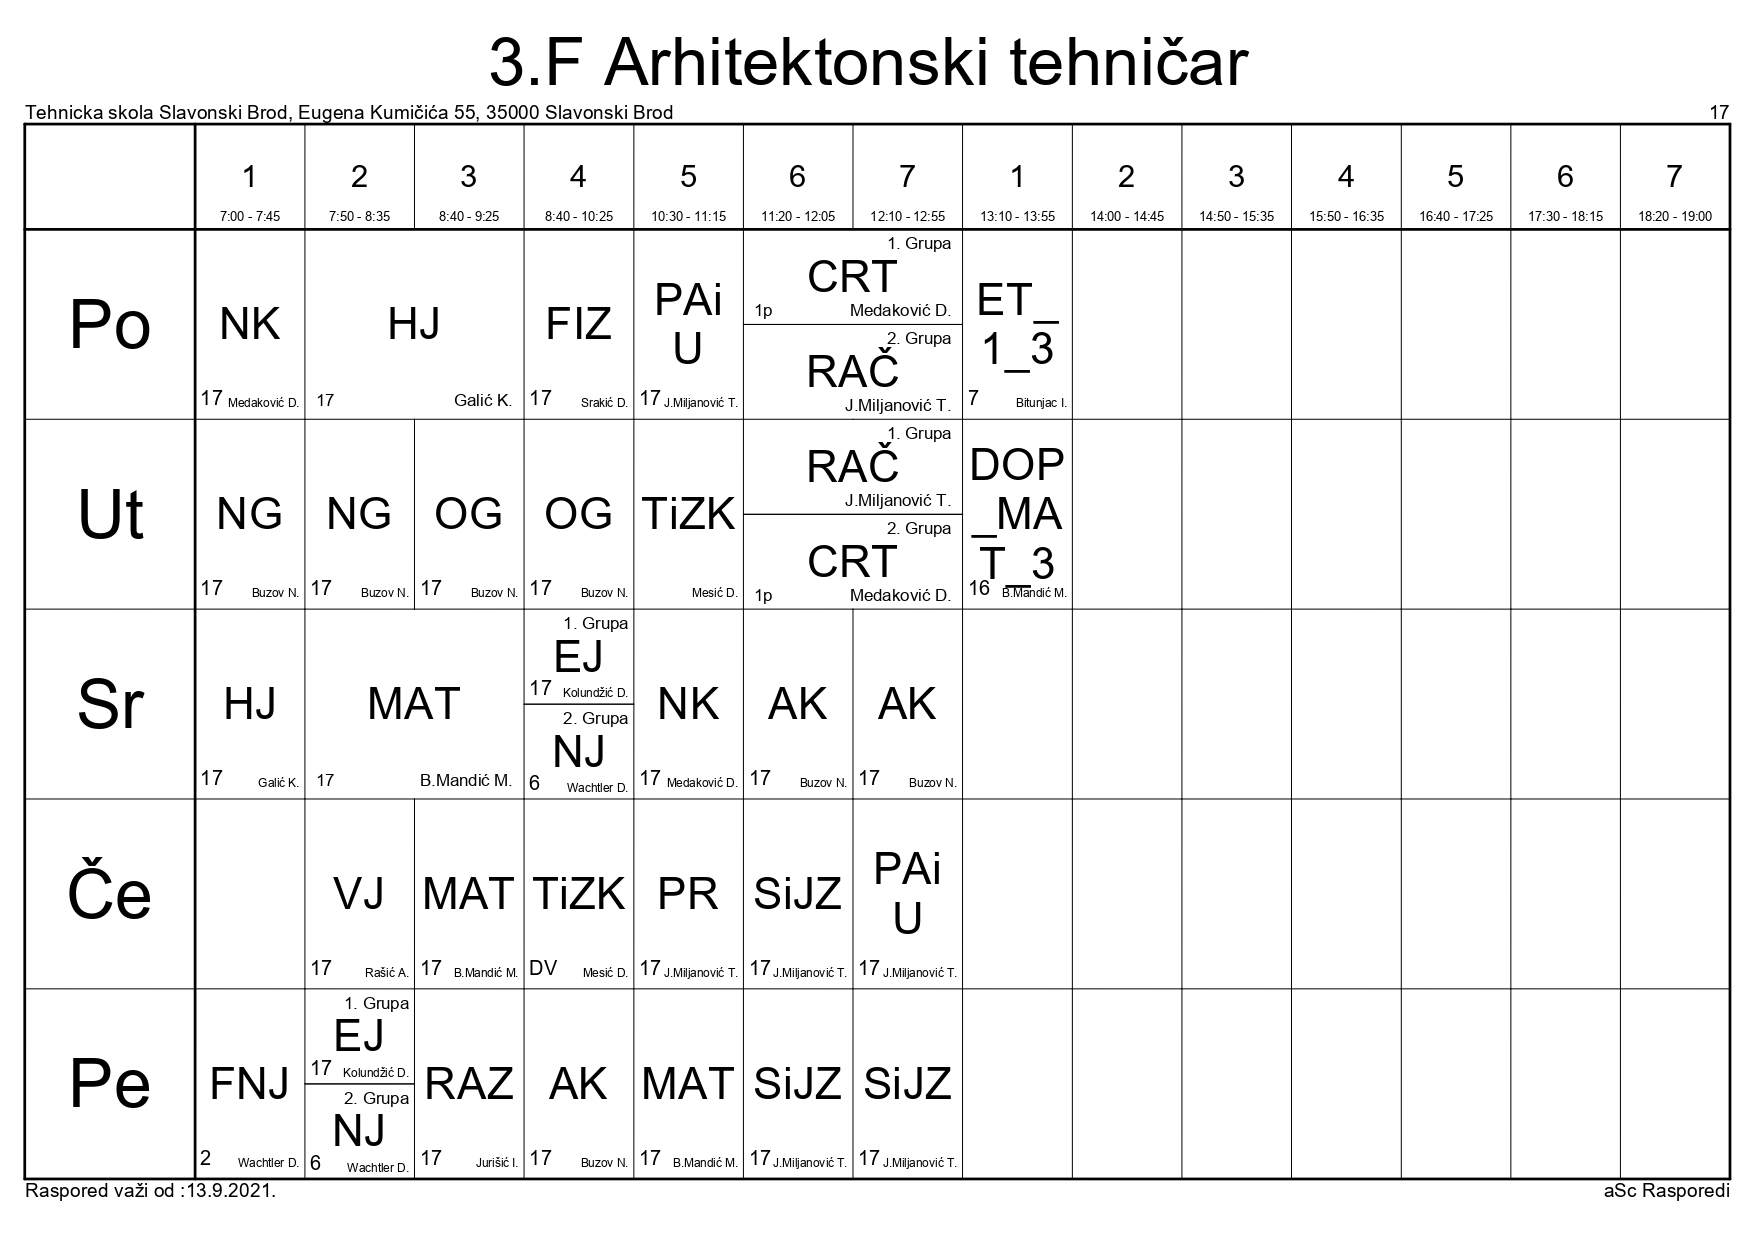 3.F Arhitektonski tehničar
Tehnicka skola Slavonski Brod, Eugena Kumičića 55, 35000 Slavonski Brod 17
1 2 3 4 5 6 7 1 2 3 4 5 6 7
7:00 - 7:45 7:50 - 8:35 8:40 - 9:25 8:40 - 10:25 10:30 - 11:15 11:20 - 12:05 12:10 - 12:55 13:10 - 13:55 14:00 - 14:45 14:50 - 15:35 15:50 - 16:35 16:40 - 17:25 17:30 - 18:15 18:20 - 19:00
Po
NK
17 Medaković D.
HJ
17 Galić K.
FIZ
17 Srakić D.
PAi
U
17 J.Miljanović T.
1. Grupa
CRT
1p Medaković D.
2. Grupa
RAČ
J.Miljanović T.
ET_
1_3
7 Bitunjac I.
Ut
NG
17 Buzov N.
NG
17 Buzov N.
OG
17 Buzov N.
OG
17 Buzov N.
TiZK
Mesić D.
1. Grupa
RAČ
J.Miljanović T.
2. Grupa
CRT
1p Medaković D.
DOP
_MA
T_3
16 B.Mandić M.
Sr
HJ
17 Galić K.
MAT
17 B.Mandić M.
1. Grupa
EJ
17 Kolundžić D.
2. Grupa
NJ
6 Wachtler D.
NK
17 Medaković D.
AK
17 Buzov N.
AK
17 Buzov N.
Če
VJ
17 Rašić A.
MAT
17 B.Mandić M.
TiZK
DV Mesić D.
PR
17 J.Miljanović T.
SiJZ
17 J.Miljanović T.
PAi
U
17 J.Miljanović T.
Pe
FNJ
2 Wachtler D.
1. Grupa
EJ
17 Kolundžić D.
2. Grupa
NJ
6 Wachtler D.
RAZ
17 Jurišić I.
AK
17 Buzov N.
MAT
17 B.Mandić M.
SiJZ
17 J.Miljanović T.
SiJZ
17 J.Miljanović T.
Raspored važi od :13.9.2021. aSc Rasporedi